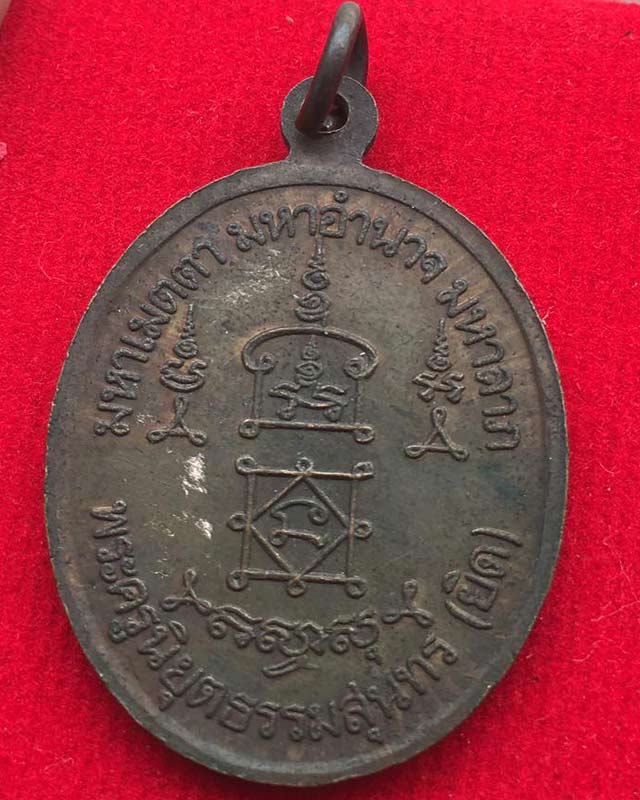 มหาเมตตา มหาอำนาจ มหาลาภ
พระครูนิยุตธรรมสุนทร (ยิด)